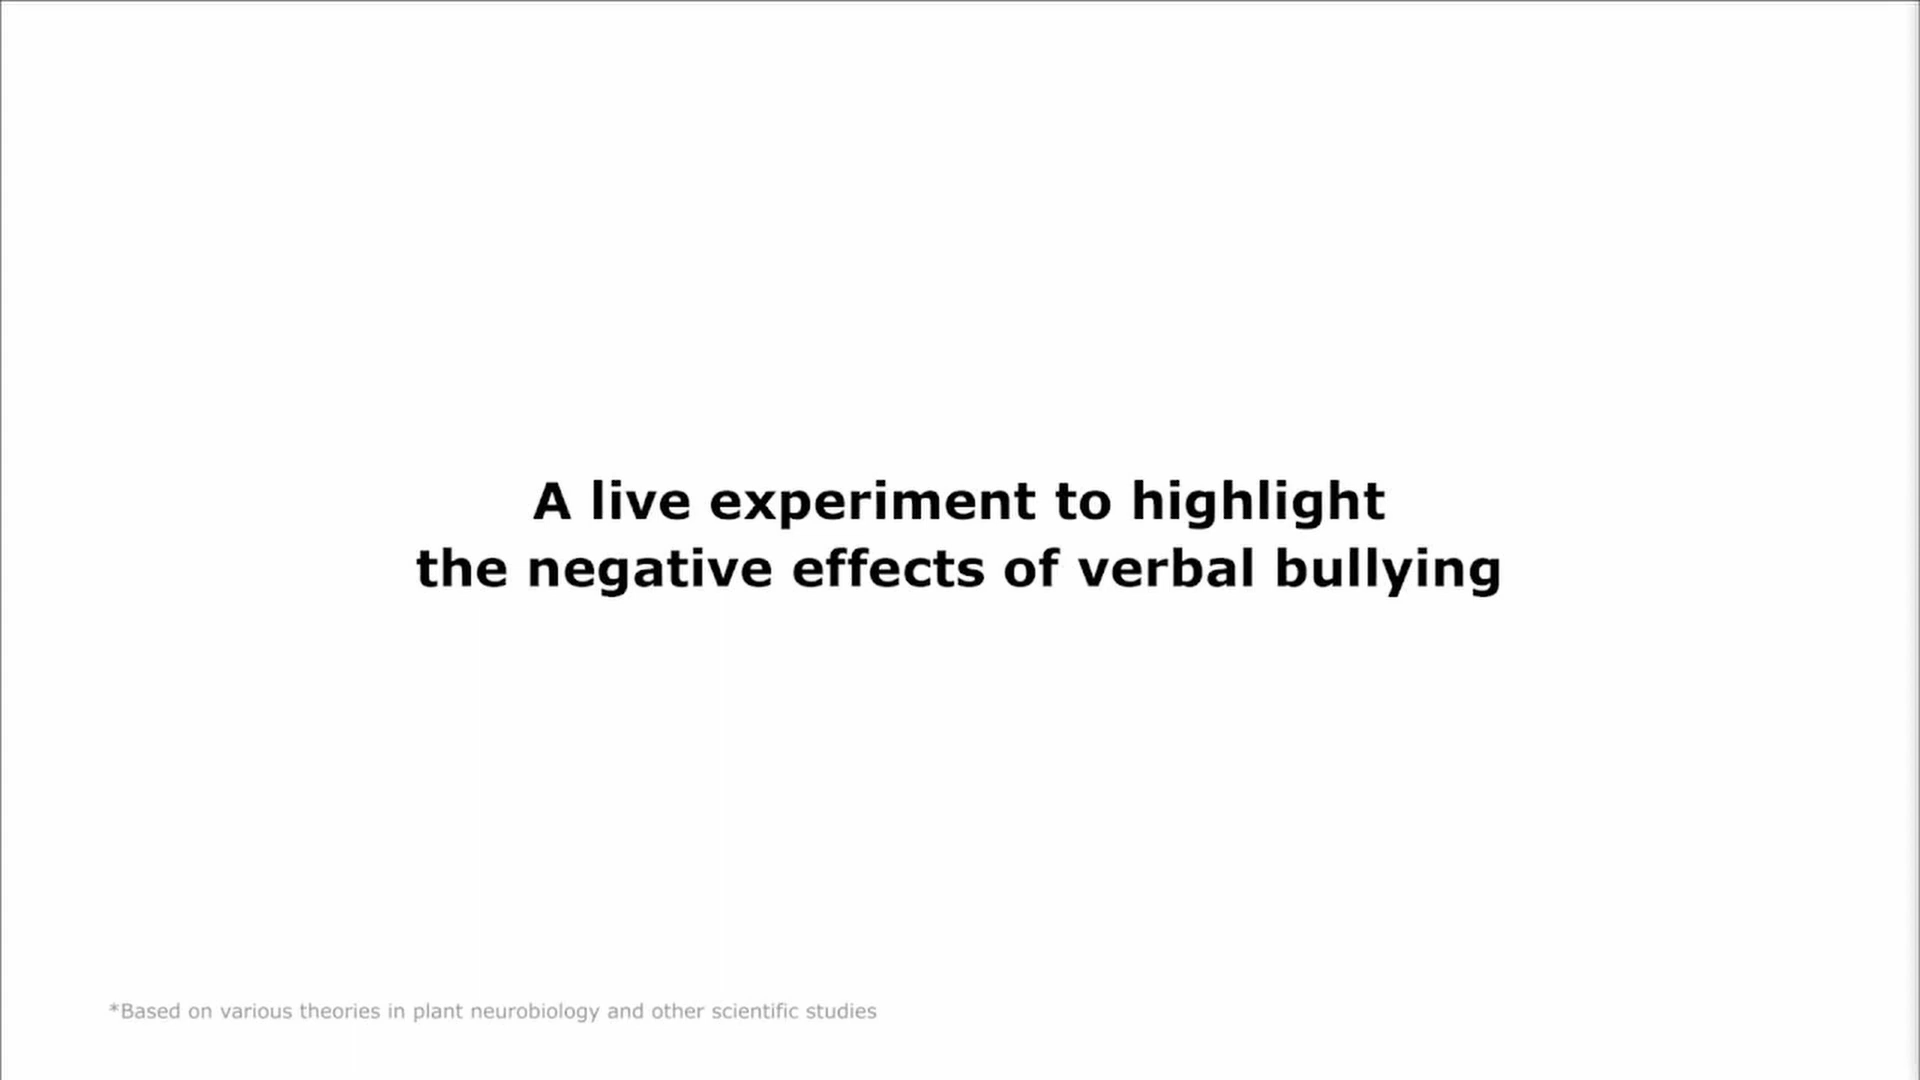 A live experiment to highlight
the negative effects of verbal bullying
*Based on various theories in plant neurobiology and other scientific studies